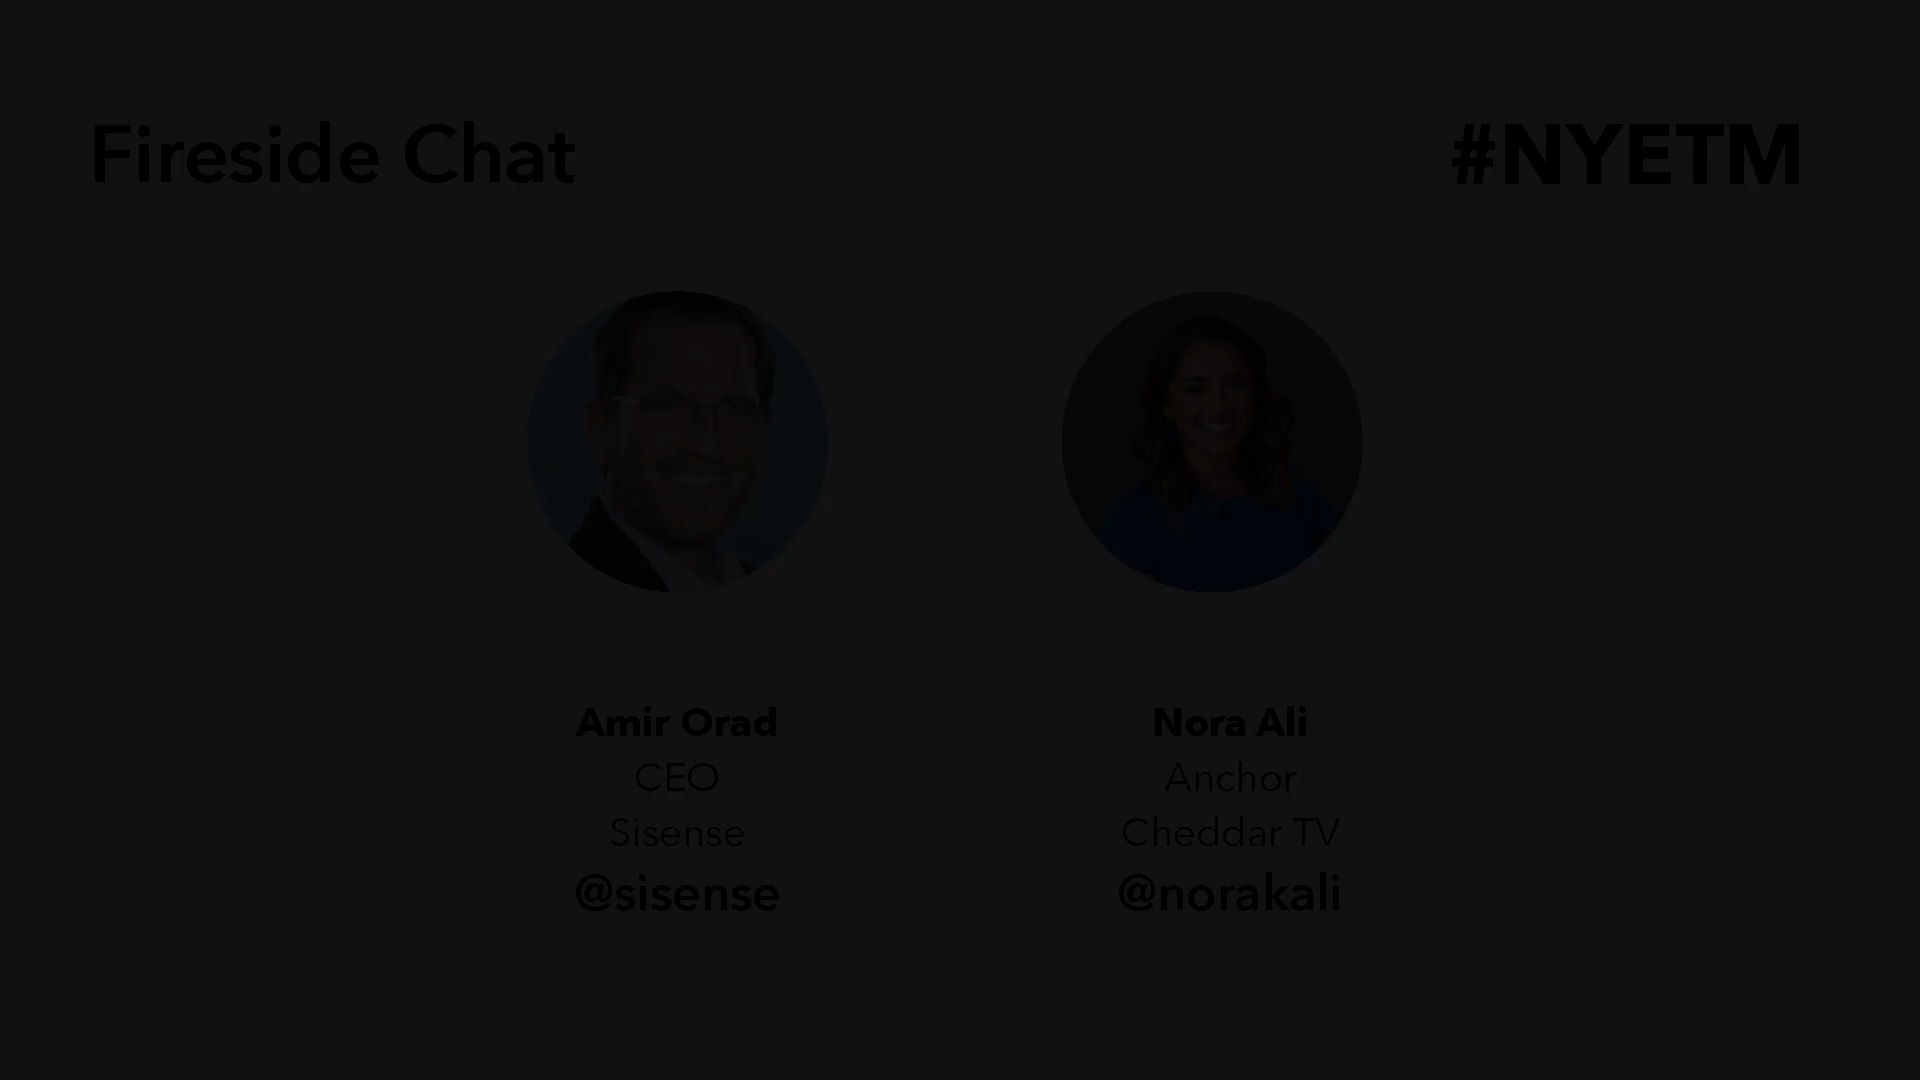 Fireside Chat
#NYETM
Amir Orad
CEO
Sisense
@sisense
Nora Ali
Anchor
Cheddar TV
@norakali